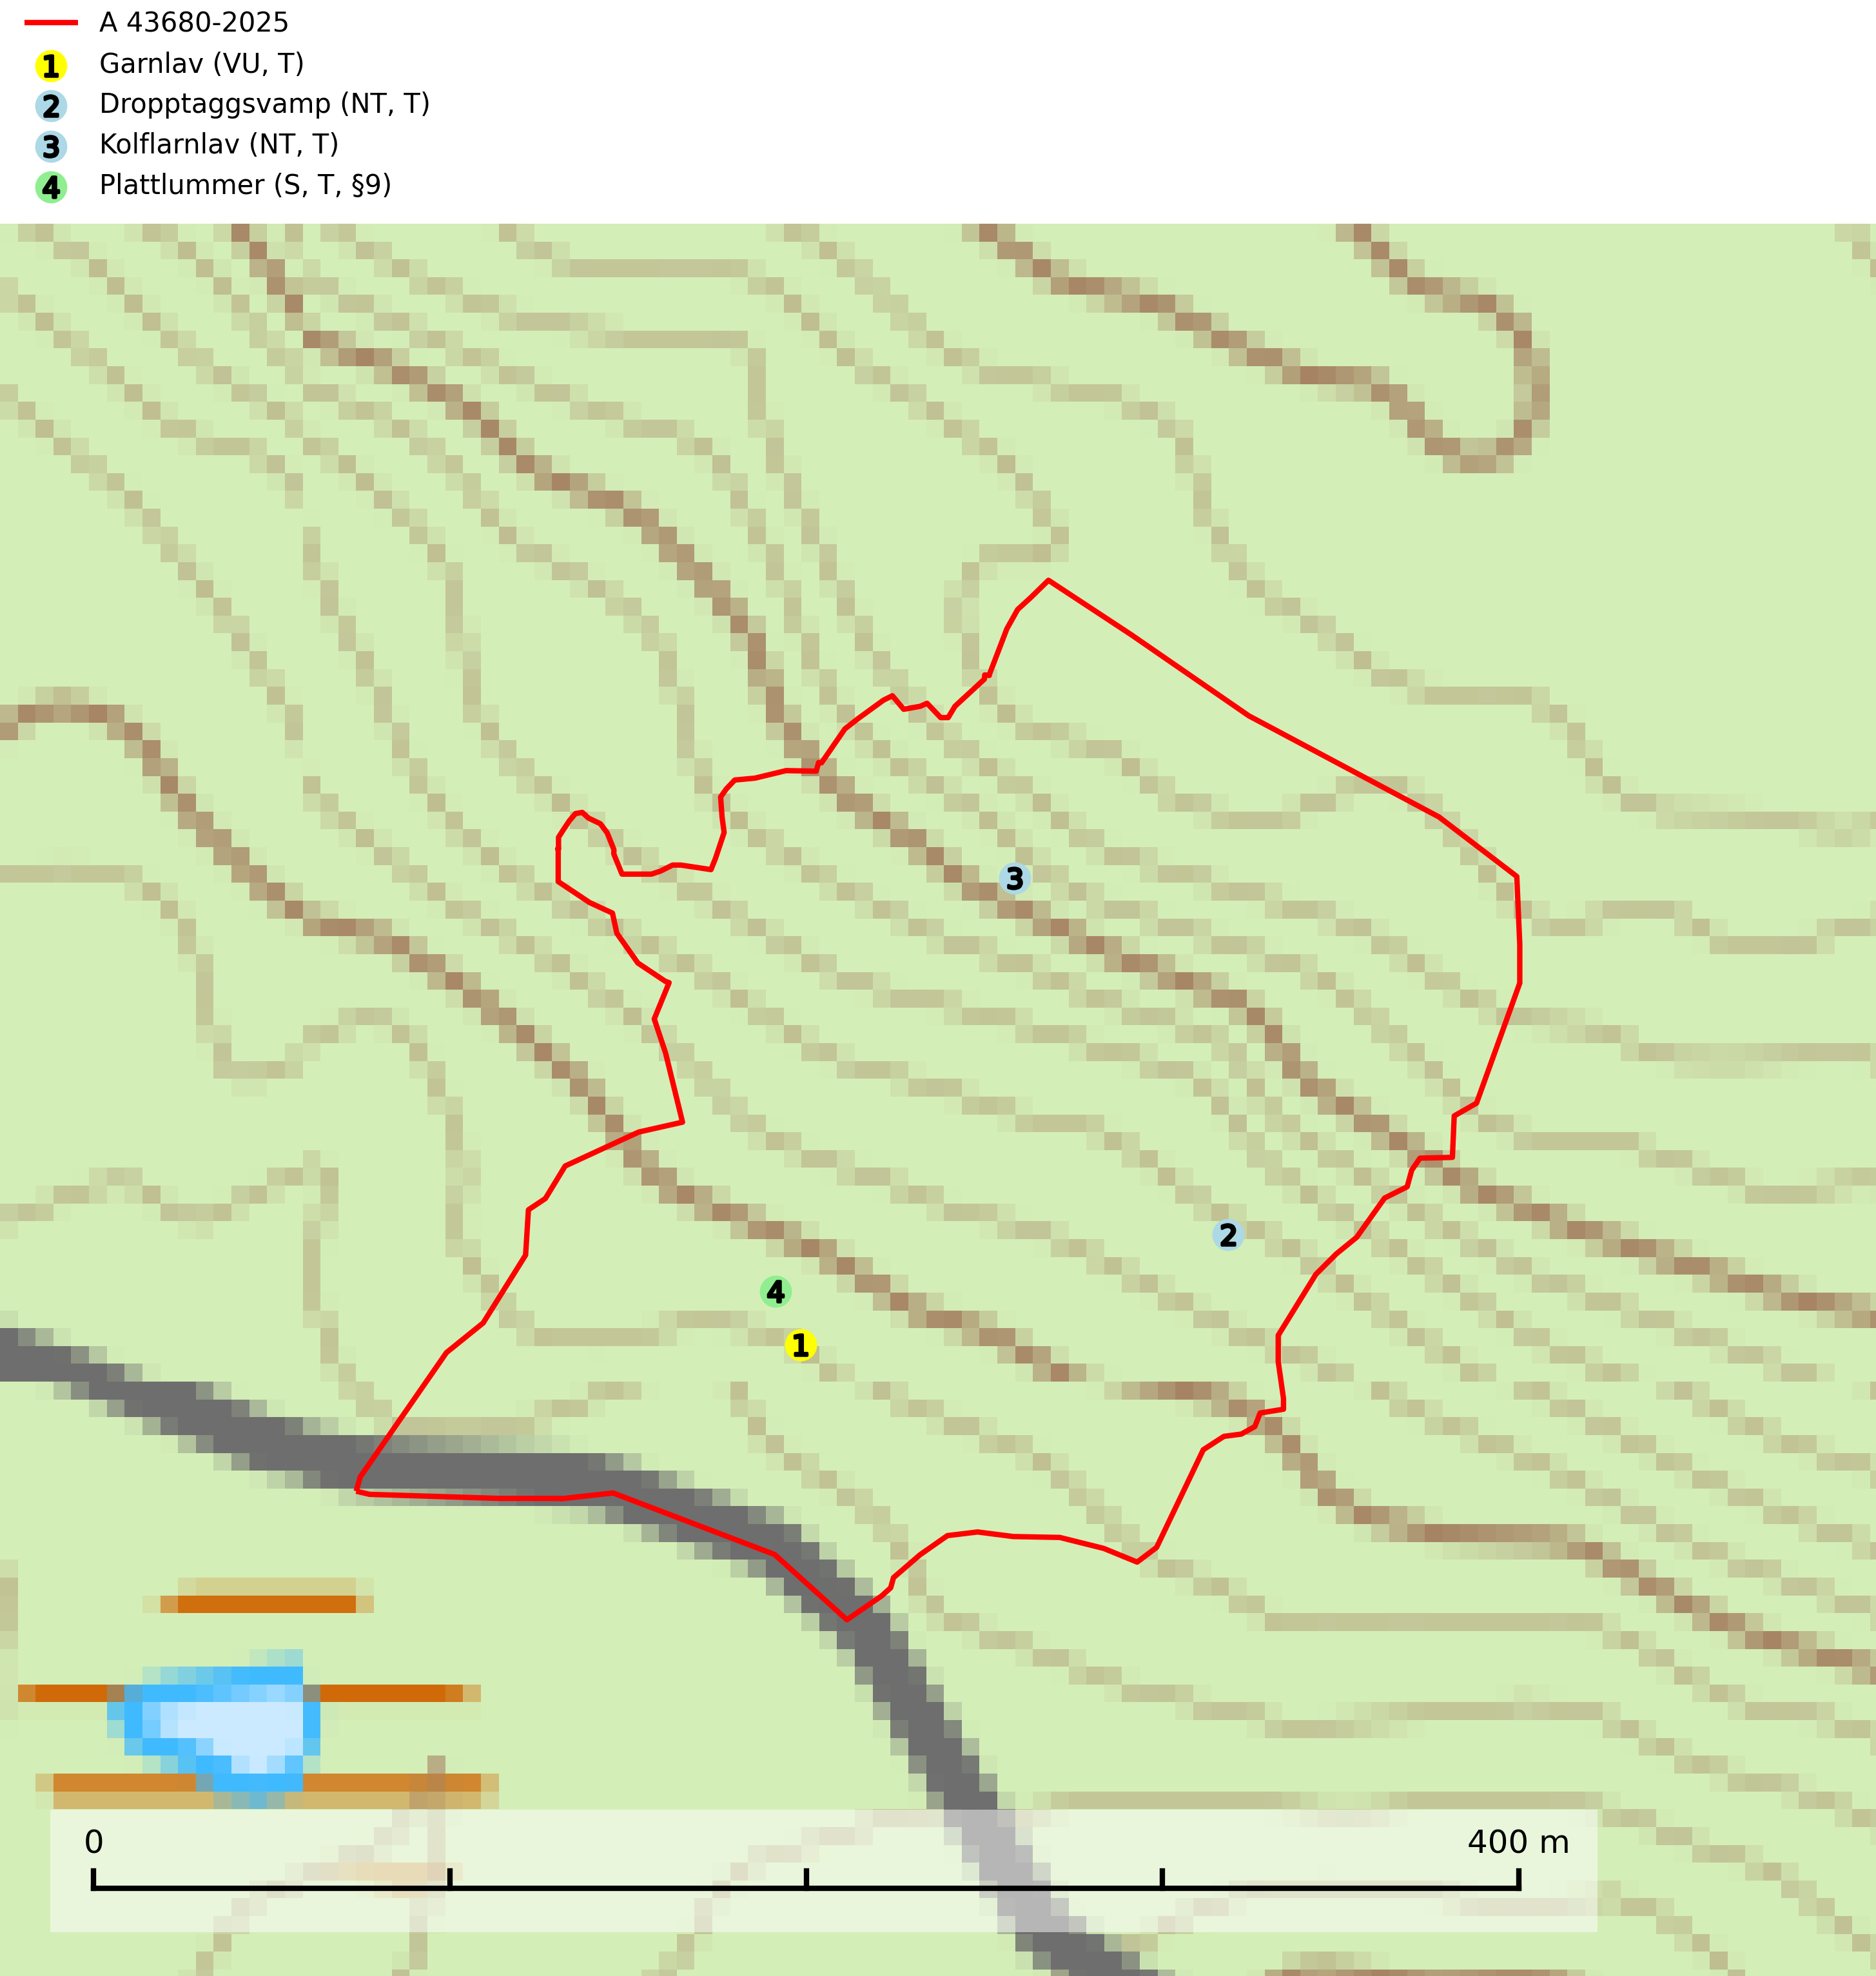 A 43680-2025
1 Garnlav (VU, T)
2 Dropptaggsvamp (NT, T)
3 Kolflarnlav (NT, T)
4 Plattlummer (S, T, §9)
3
2
4
1
0 400 m